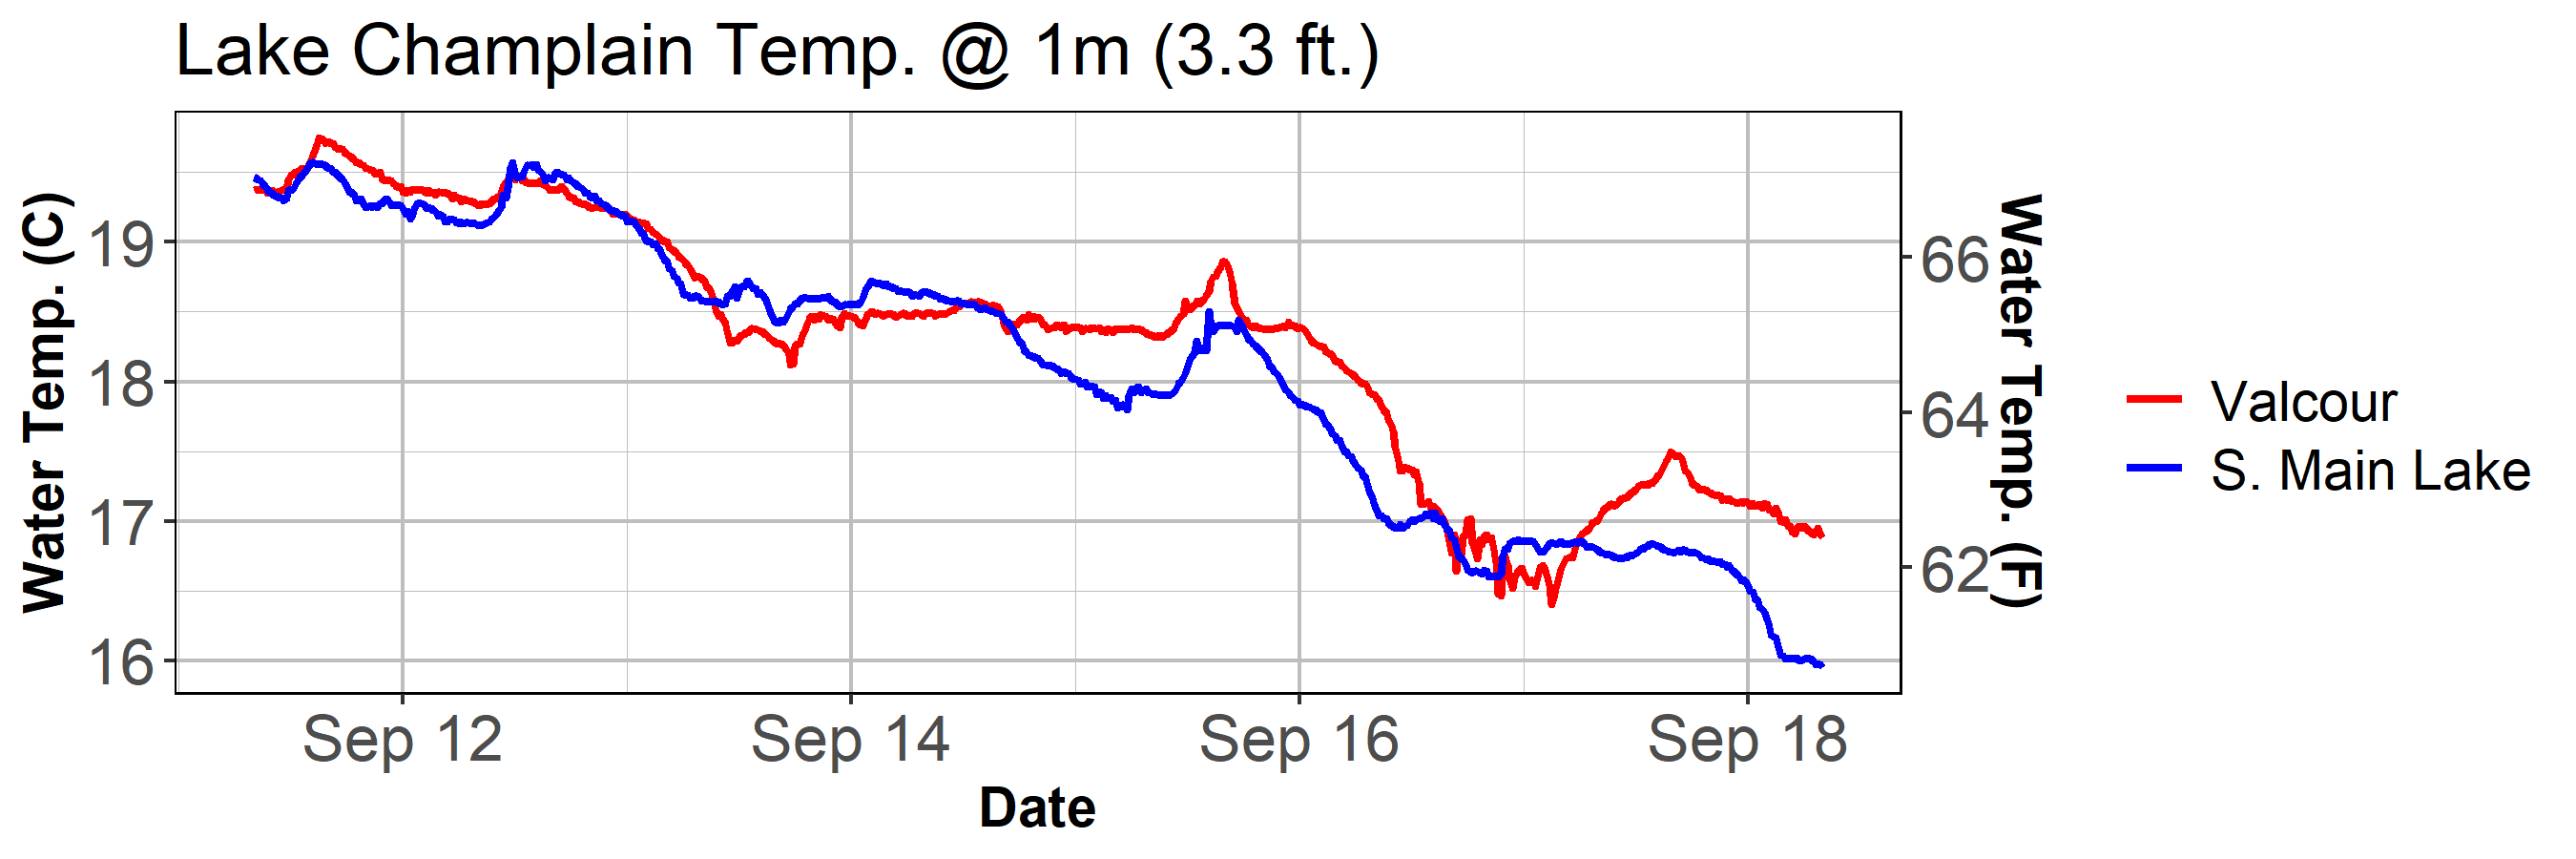 Lake Champlain Temp. @ 1m (3.3 ft.)
Water Temp. (C)
19
18
17
16
66
64
62
Water Temp. (F)
Sep 12
Sep 14
Sep 16
Sep 18
Date
Valcour
S. Main Lake